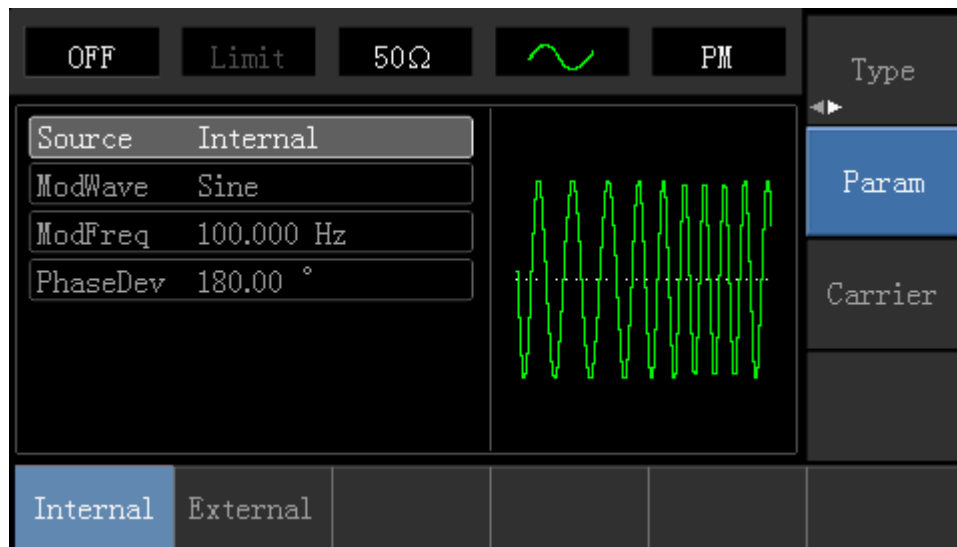 OFF Limit 50Ω PM
Type
Source Internal
ModWave Sine
ModFreq 100.000 Hz
PhaseDev 180.00 °
Param
Carrier
Internal External